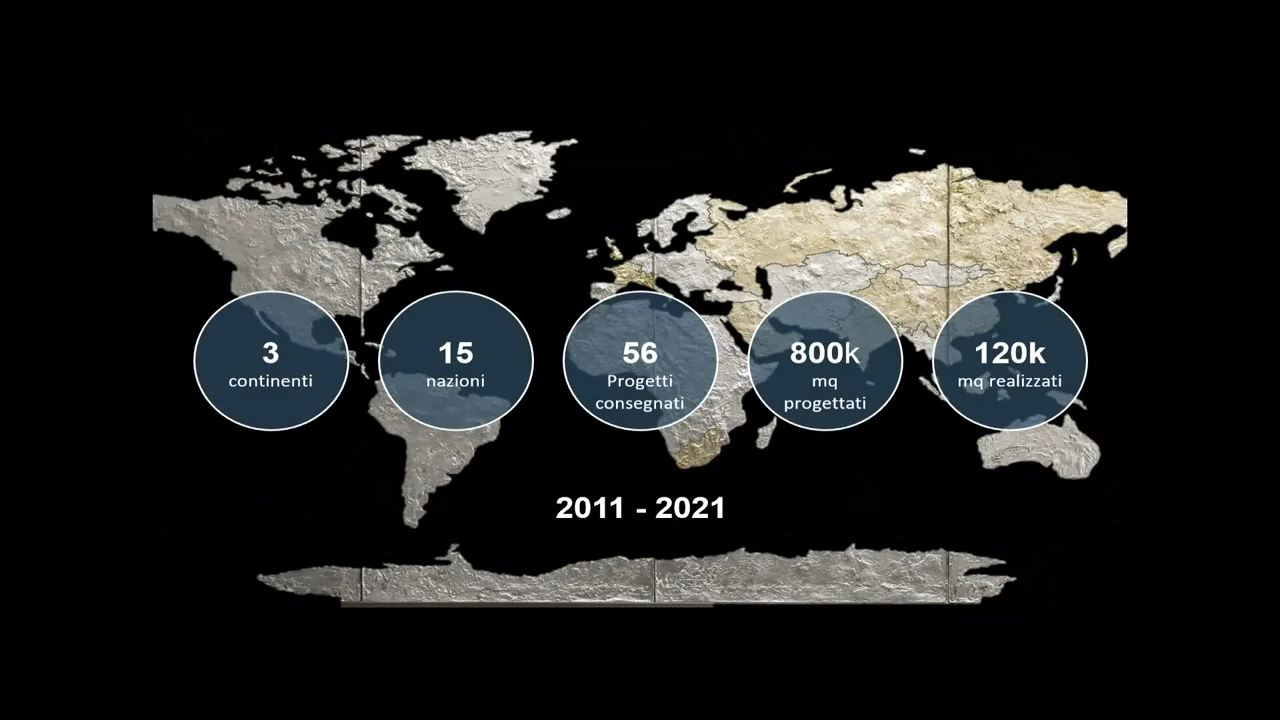 3
continenti
15
nazioni
56
Progetti
consegnati
800k
mq
progettati
120k
mq realizzati
2011 - 2021